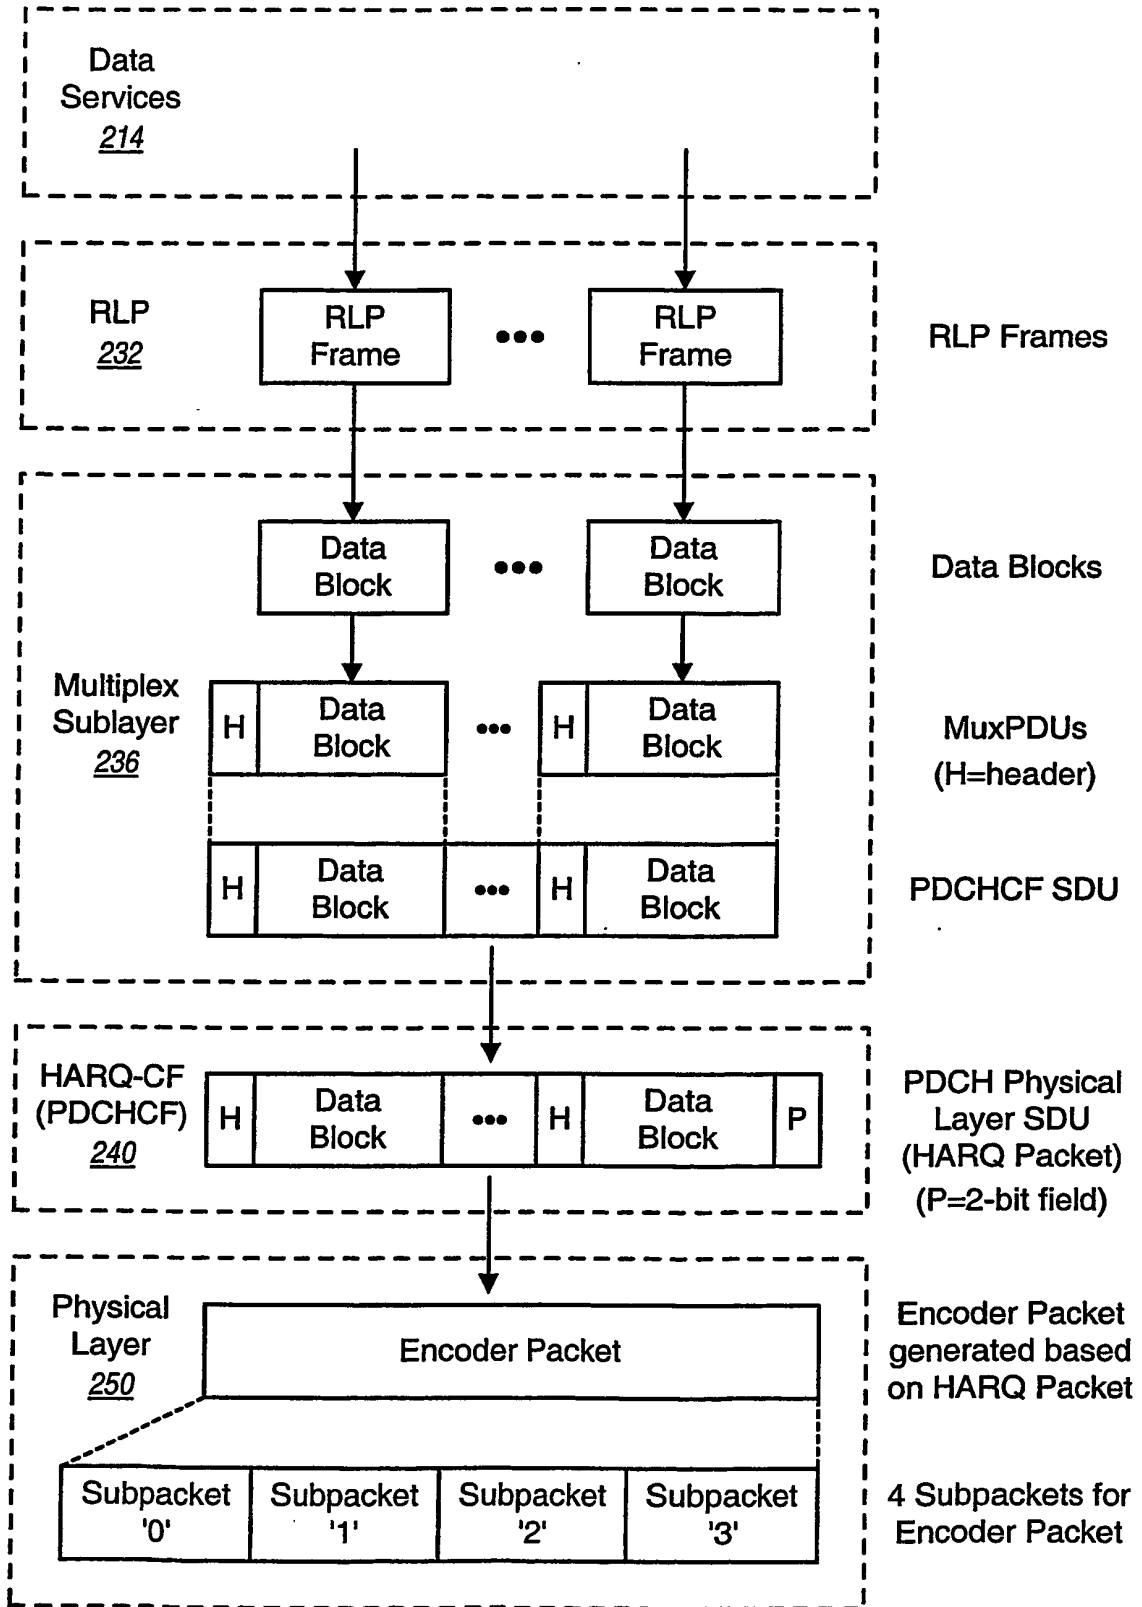 Data
Services
214
RLP
232
RLP
Frame
•••
RLP
Frame
RLP Frames
Data
Block
•••
Data
Block
Data Blocks
Multiplex
Sublayer
236
H
Data
Block
•••
H
Data
Block
MuxPDUs
(H=header)
H
Data
Block
•••
H
Data
Block
PDCHCF SDU
HARQ-CF
(PDCHCF)
240
H
Data
Block
•••
H
Data
Block
P
PDCH Physical
Layer SDU
(HARQ Packet)
(P=2-bit field)
Physical
Layer
250
Encoder Packet
Encoder Packet
generated based
on HARQ Packet
Subpacket
'0'
Subpacket
'1'
Subpacket
'2'
Subpacket
'3'
4 Subpackets for
Encoder Packet